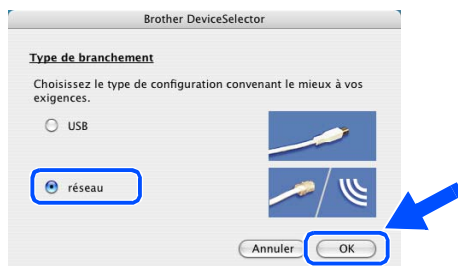 Brother DeviceSelector
Type de branchement
Choisissez le type de configuration convenant le mieux à vos
exigences.
USB
réseau
Annuler OK